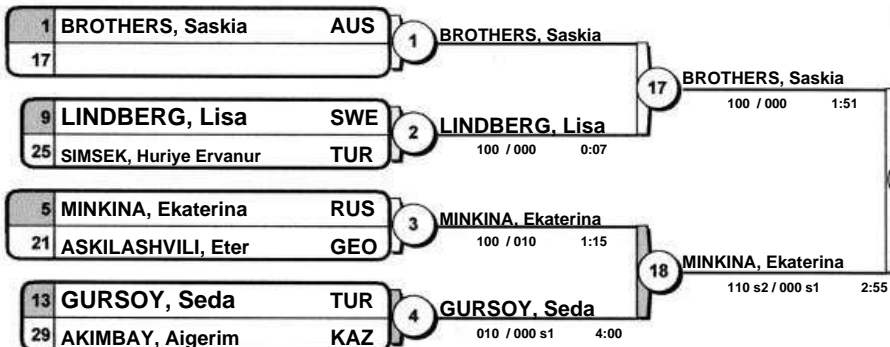 1 BROTHERS, Saskia AUS
17
1 BROTHERS, Saskia
9 LINDBERG, Lisa SWE
25 SIMSEK, Huriye Ervanur TUR
2 LINDBERG, Lisa
100 / 000 0:07
17 BROTHERS, Saskia
100 / 000 1:51
5 MINKINA, Ekaterina RUS
21 ASKILASHVILI, Eter GEO
3 MINKINA, Ekaterina
100 / 010 1:15
13 GURSOY, Seda TUR
29 AKIMBAY, Aigerim KAZ
4 GURSOY, Seda
010 / 000 s1 4:00
18 MINKINA, Ekaterina
110 s2 / 000 s1 2:55